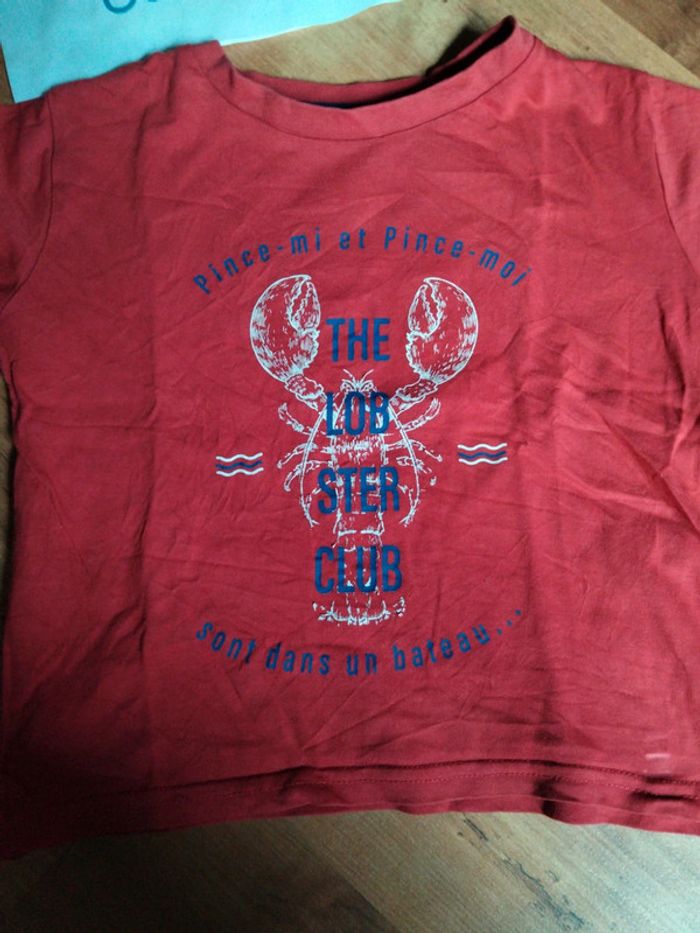 Pince-mi et Pince-moi
THE
LOB
STER
CLUB
sont dans un bateau...